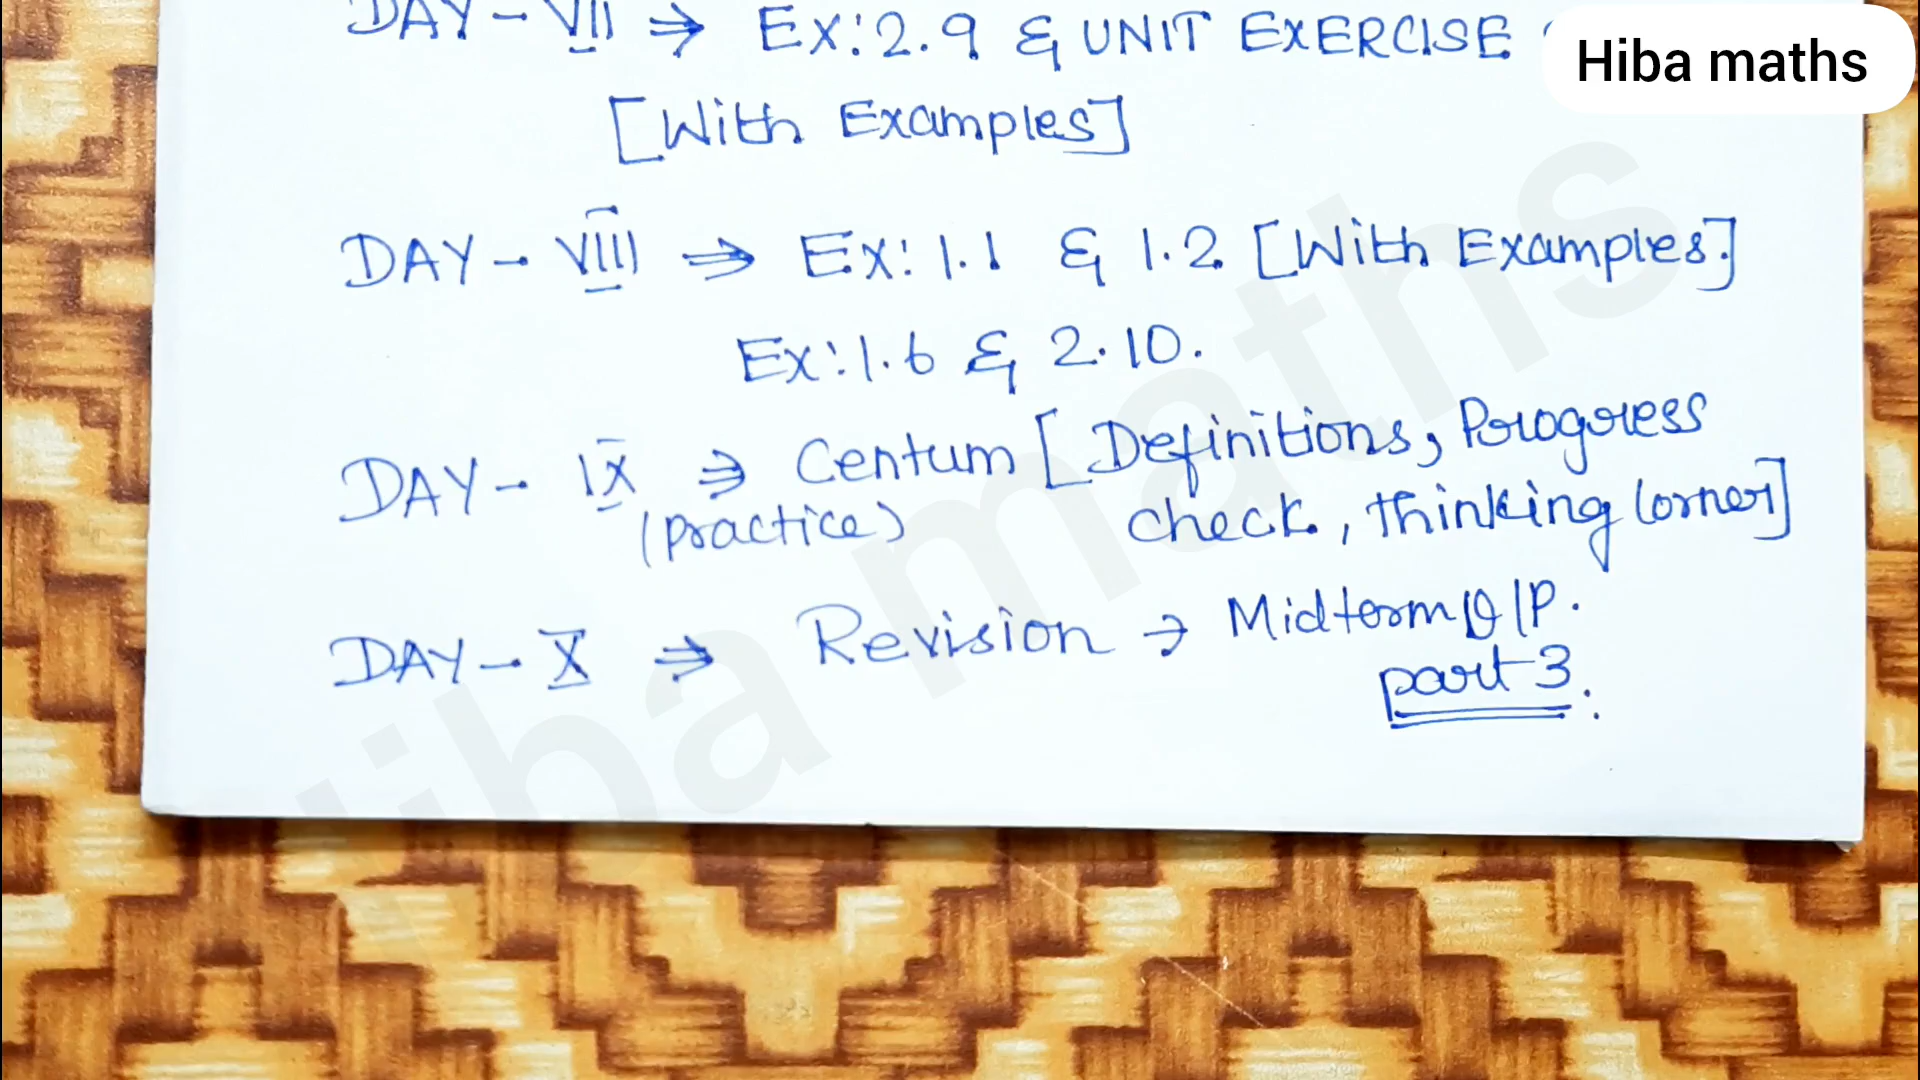 DAY - VII ⇒ Ex: 2.9 & UNIT EXERCISE
Hiba maths
[With Examples]
DAY - VIII ⇒ Ex: 1.1 & 1.2 [With Examples.]
Ex: 1.6 & 2.10.
DAY - IX ⇒ Centum [Definitions, Progress
(practice) check, thinking Corner]
DAY - X ⇒ Revision → Midterm Q|P.
part 3.
Hiba maths